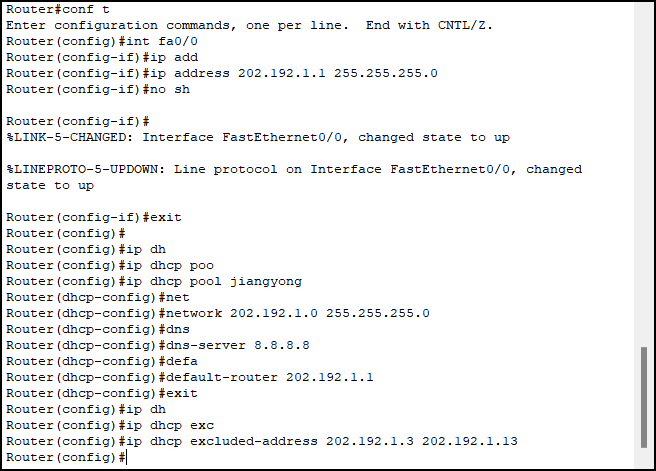 Router#conf t
Enter configuration commands, one per line.  End with CNTL/Z.
Router(config)#int fa0/0
Router(config-if)#ip add
Router(config-if)#ip address 202.192.1.1 255.255.255.0
Router(config-if)#no sh
Router(config-if)#
%LINK-5-CHANGED: Interface FastEthernet0/0, changed state to up
%LINEPROTO-5-UPDOWN: Line protocol on Interface FastEthernet0/0, changed
state to up
Router(config-if)#exit
Router(config)#
Router(config)#ip dh
Router(config)#ip dhcp poo
Router(config)#ip dhcp pool jiangyong
Router(dhcp-config)#net
Router(dhcp-config)#network 202.192.1.0 255.255.255.0
Router(dhcp-config)#dns
Router(dhcp-config)#dns-server 8.8.8.8
Router(dhcp-config)#defa
Router(dhcp-config)#default-router 202.192.1.1
Router(dhcp-config)#exit
Router(config)#ip dh
Router(config)#ip dhcp exc
Router(config)#ip dhcp excluded-address 202.192.1.3 202.192.1.13
Router(config)#